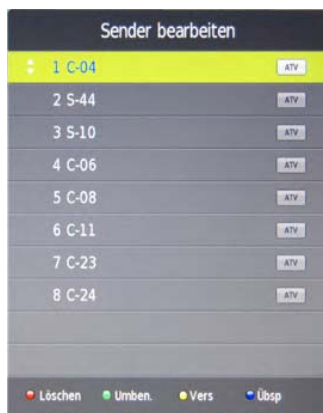 Sender bearbeiten
1 C-04 ATV
2 S-44 ATV
3 S-10 ATV
4 C-06 ATV
5 C-08 ATV
6 C-11 ATV
7 C-23 ATV
8 C-24 ATV
Löschen Umben. Vers Übsp